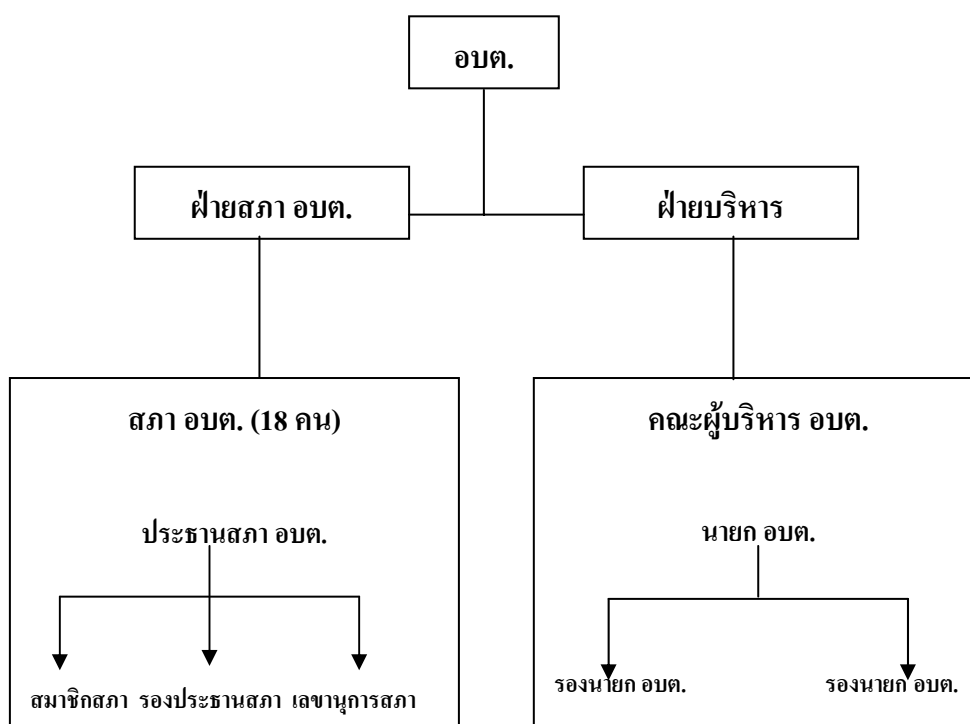 อบต.
ฝ่ายสภา อบต.
ฝ่ายบริหาร
สภา อบต. (18 คน)
คณะผู้บริหาร อบต.
ประธานสภา อบต.
นายก อบต.
สมาชิกสภา รองประธานสภา เลขานุการสภา
รองนายก อบต. รองนายก อบต.